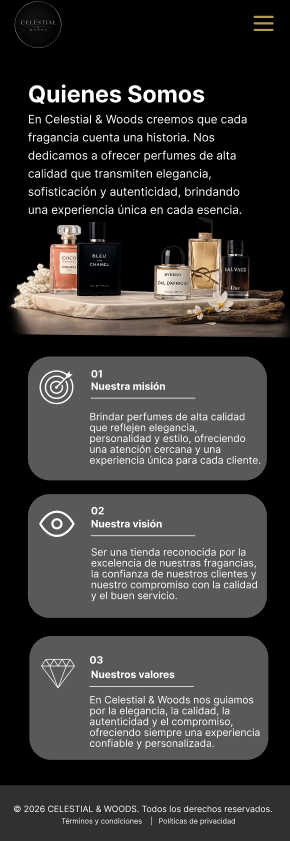 CELESTIAL
&
WOODS
Quienes Somos
En Celestial & Woods creemos que cada
fragancia cuenta una historia. Nos
dedicamos a ofrecer perfumes de alta
calidad que transmiten elegancia,
sofisticación y autenticidad, brindando
una experiencia única en cada esencia.
COCO
BLEU
DE
CHANEL
BYREDO
BAL D'AFRIQUE
SAUVAGE
Dior
01
Nuestra misión
Brindar perfumes de alta calidad
que reflejen elegancia,
personalidad y estilo, ofreciendo
una atención cercana y una
experiencia única para cada cliente.
02
Nuestra visión
Ser una tienda reconocida por la
excelencia de nuestras fragancias,
la confianza de nuestros clientes y
nuestro compromiso con la calidad
y el buen servicio.
03
Nuestros valores
En Celestial & Woods nos guiamos
por la elegancia, la calidad, la
autenticidad y el compromiso,
ofreciendo siempre una experiencia
confiable y personalizada.
© 2026 CELESTIAL & WOODS. Todos los derechos reservados.
Términos y condiciones | Políticas de privacidad